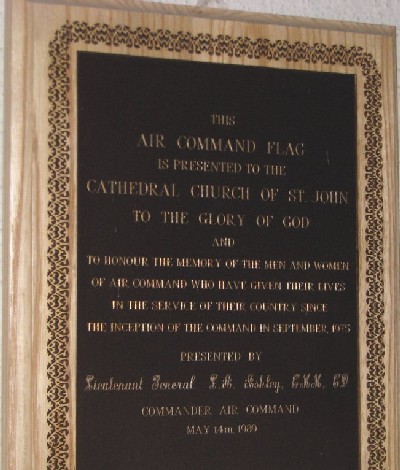 THIS
AIR COMMAND FLAG
IS PRESENTED TO THE
CATHEDRAL CHURCH OF ST. JOHN
TO THE GLORY OF GOD
AND
TO HONOUR THE MEMORY OF THE MEN AND WOMEN
OF AIR COMMAND WHO HAVE GIVEN THEIR LIVES
IN THE SERVICE OF THEIR COUNTRY SINCE
THE INCEPTION OF THE COMMAND IN SEPTEMBER, 1975
PRESENTED BY
Lieutenant General L.A. Ashley, CMM, CD
COMMANDER AIR COMMAND
MAY 14TH, 1989